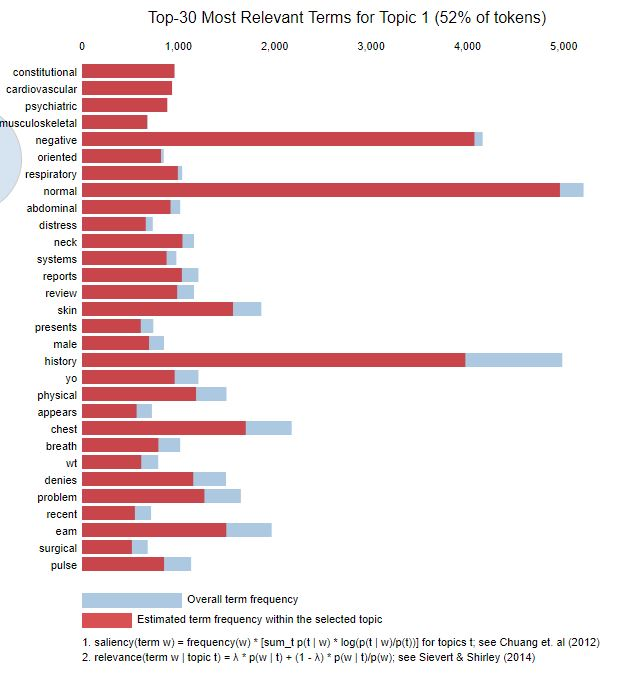 Top-30 Most Relevant Terms for Topic 1 (52% of tokens)
0 1,000 2,000 3,000 4,000 5,000
constitutional
cardiovascular
psychiatric
musculoskeletal
negative
oriented
respiratory
normal
abdominal
distress
neck
systems
reports
review
skin
presents
male
history
yo
physical
appears
chest
breath
wt
denies
problem
recent
eam
surgical
pulse
Overall term frequency
Estimated term frequency within the selected topic
1. saliency(term w) = frequency(w) * [sum_t p(t | w) * log(p(t | w)/p(t))] for topics t; see Chuang et. al (2012)
2. relevance(term w | topic t) = λ * p(w | t) + (1 - λ) * p(w | t)/p(w); see Sievert & Shirley (2014)